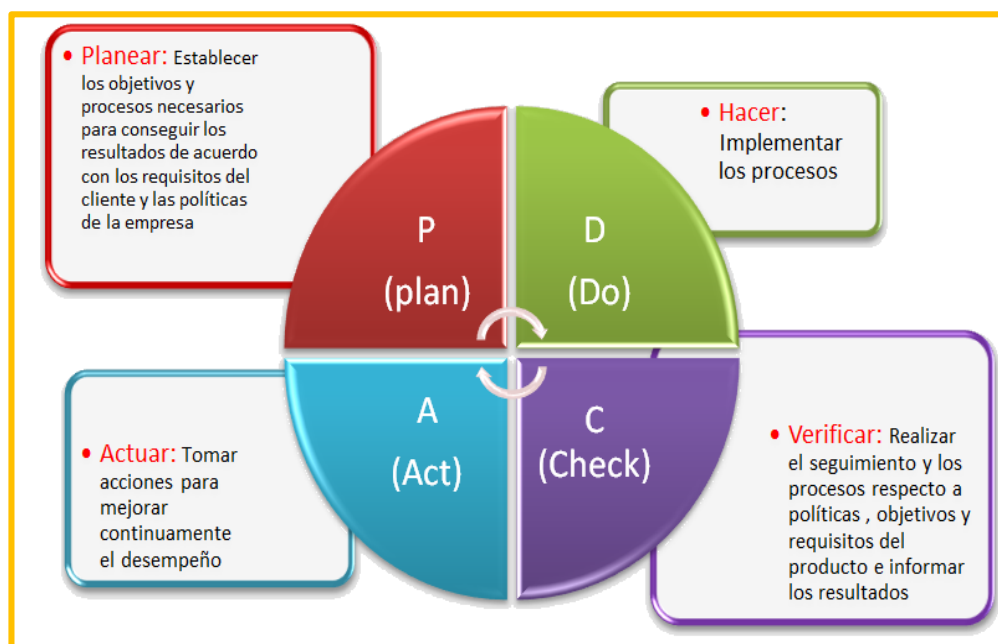 • Planear: Establecer
los objetivos y
procesos necesarios
para conseguir los
resultados de acuerdo
con los requisitos del
cliente y las políticas
de la empresa
• Hacer:
Implementar
los procesos
P
(plan)
D
(Do)
A
(Act)
C
(Check)
• Actuar: Tomar
acciones para
mejorar
continuamente
el desempeño
• Verificar: Realizar
el seguimiento y los
procesos respecto a
políticas , objetivos y
requisitos del
producto e informar
los resultados